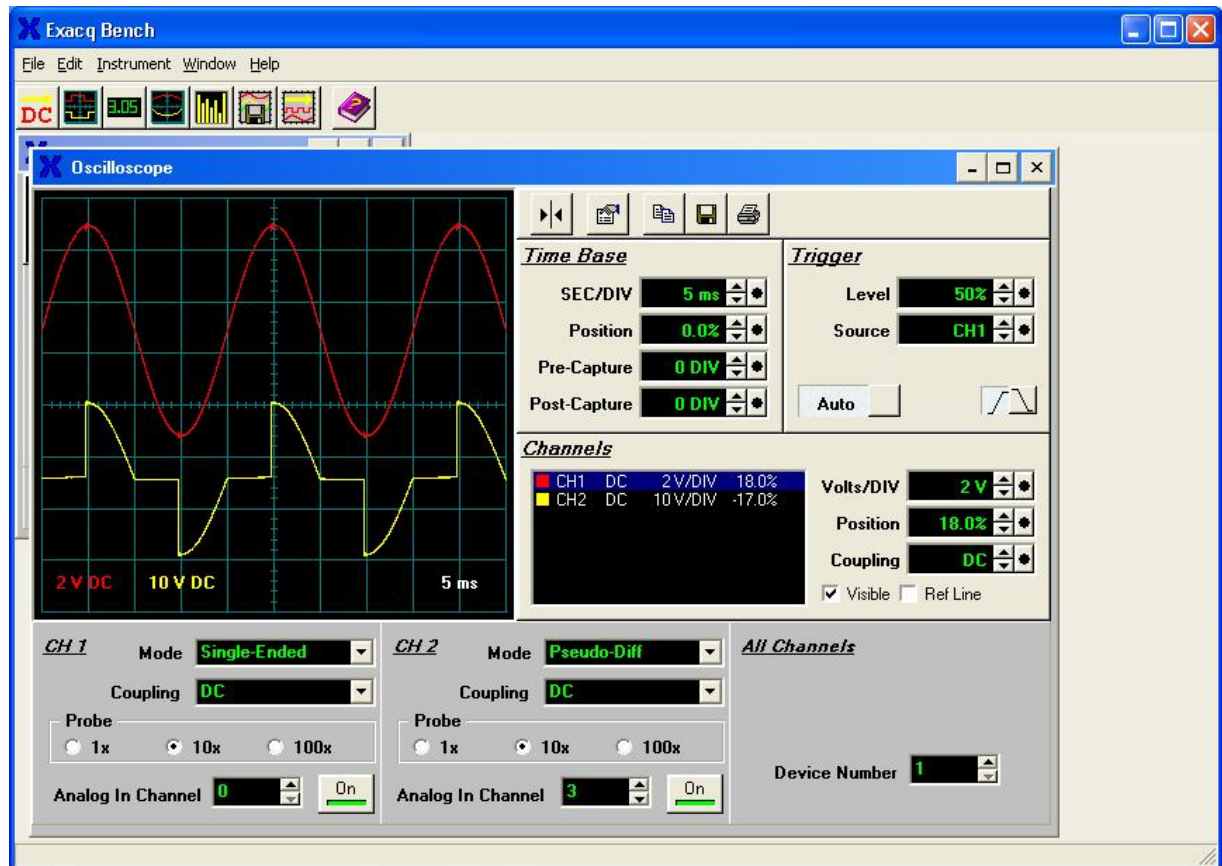 Exacq Bench
File Edit Instrument Window Help
DC 3.05 ?
Oscilloscope
Time Base
SEC/DIV 5 ms
Position 0.0%
Pre-Capture 0 DIV
Post-Capture 0 DIV
Trigger
Level 50%
Source CH1
Auto
Channels
CH1 DC 2 V/DIV 18.0%
CH2 DC 10 V/DIV -17.0%
Volts/DIV 2 V
Position 18.0%
Coupling DC
Visible Ref Line
2 V DC 10 V DC 5 ms
CH 1
Mode Single-Ended
Coupling DC
Probe
1x 10x 100x
Analog In Channel 0 On
CH 2
Mode Pseudo-Diff
Coupling DC
Probe
1x 10x 100x
Analog In Channel 3 On
All Channels
Device Number 1